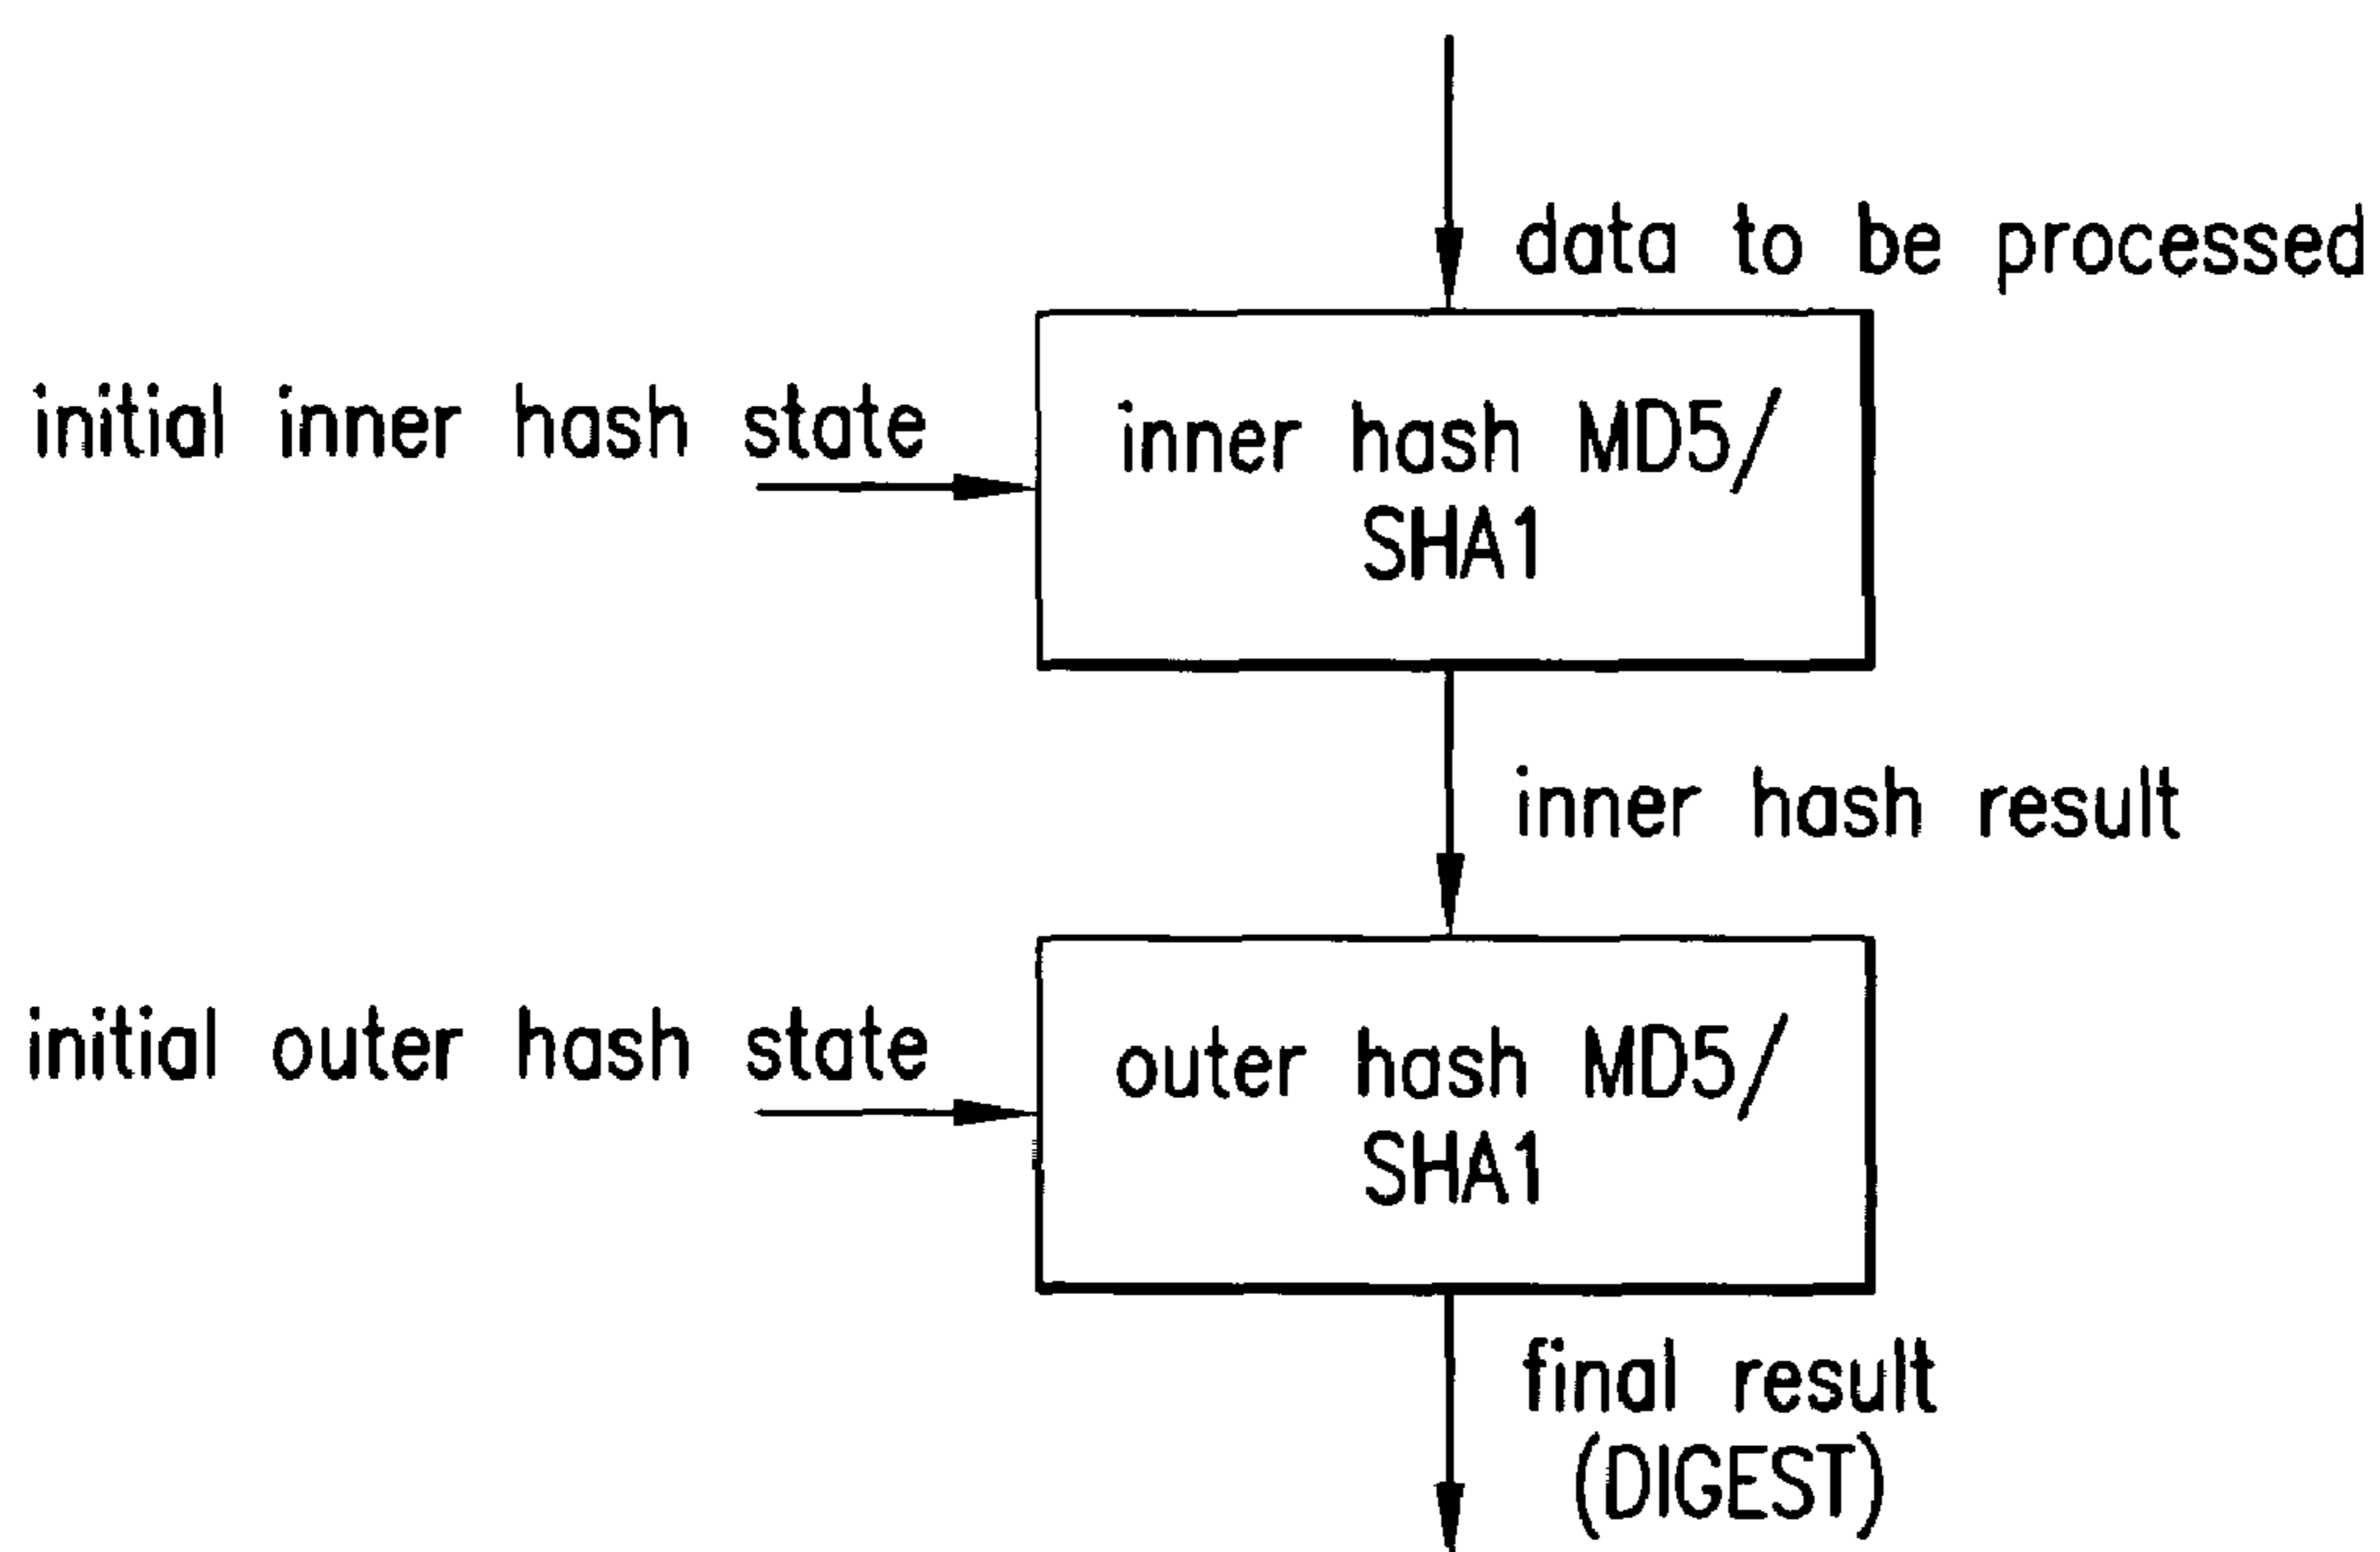 data to be processed
initial inner hash state
inner hash MD5/
SHA1
inner hash result
initial outer hash state
outer hash MD5/
SHA1
final result
(DIGEST)